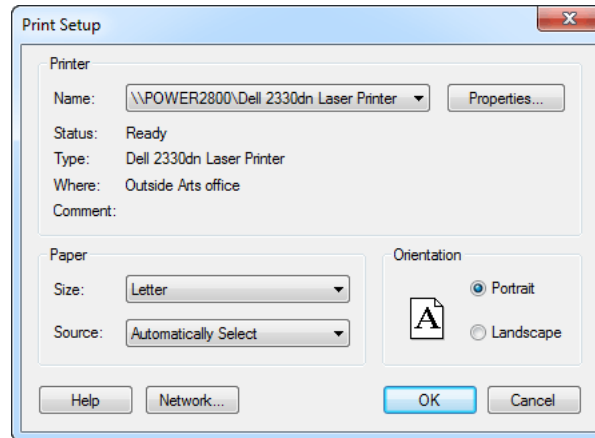 Print Setup
Printer
Name: \\POWER2800\Dell 2330dn Laser Printer Properties...
Status: Ready
Type: Dell 2330dn Laser Printer
Where: Outside Arts office
Comment:
Paper Orientation
Size: Letter Portrait
A
Source: Automatically Select Landscape
Help Network... OK Cancel